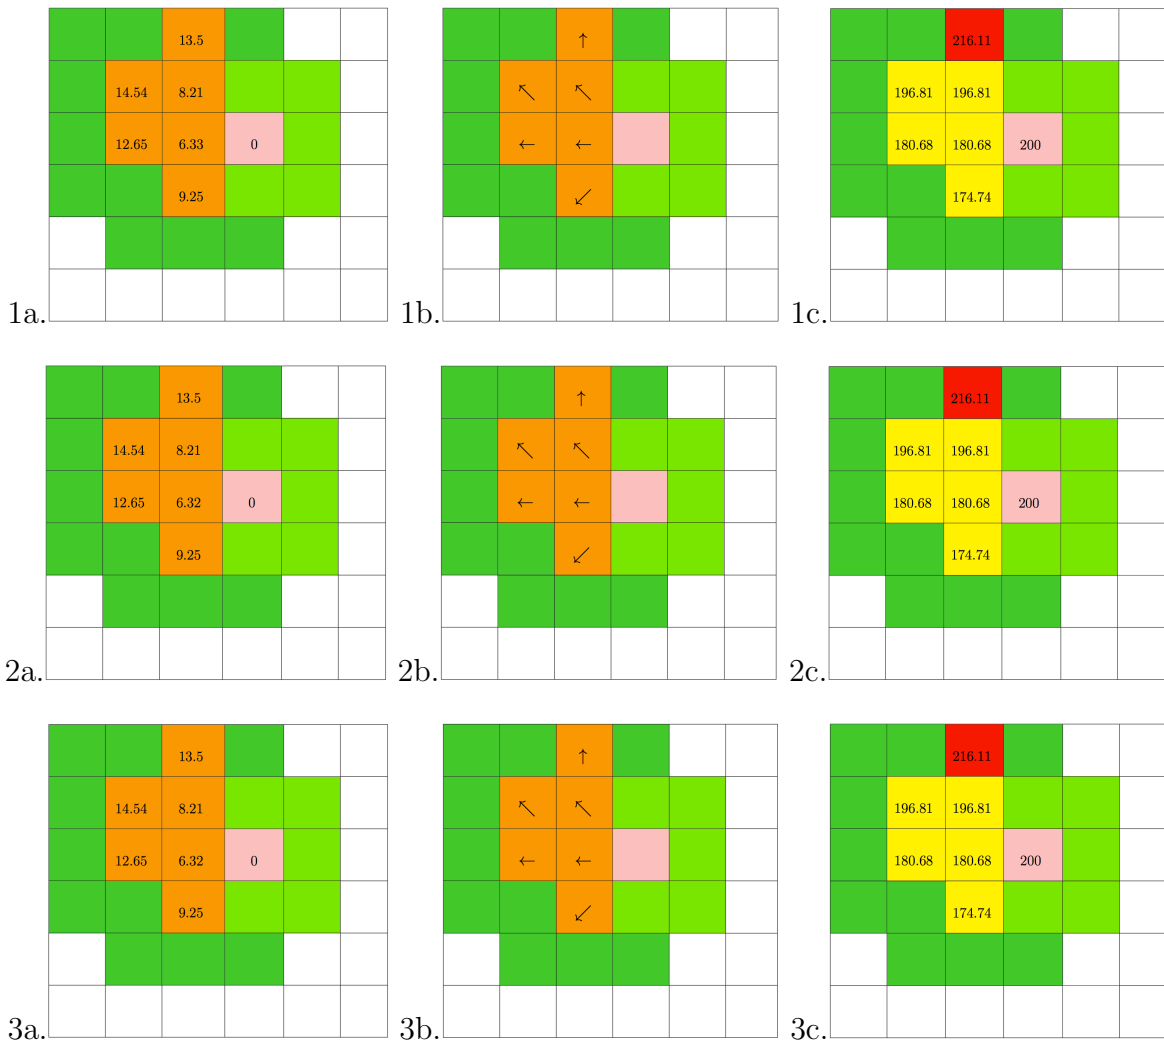 13.5 ↑ 216.11
14.54 8.21 ↖ ↖ 196.81 196.81
12.65 6.33 0 ← ← 180.68 180.68 200
9.25 ↙ 174.74
1a. 1b. 1c.
13.5 ↑ 216.11
14.54 8.21 ↖ ↖ 196.81 196.81
12.65 6.32 0 ← ← 180.68 180.68 200
9.25 ↙ 174.74
2a. 2b. 2c.
13.5 ↑ 216.11
14.54 8.21 ↖ ↖ 196.81 196.81
12.65 6.32 0 ← ← 180.68 180.68 200
9.25 ↙ 174.74
3a. 3b. 3c.